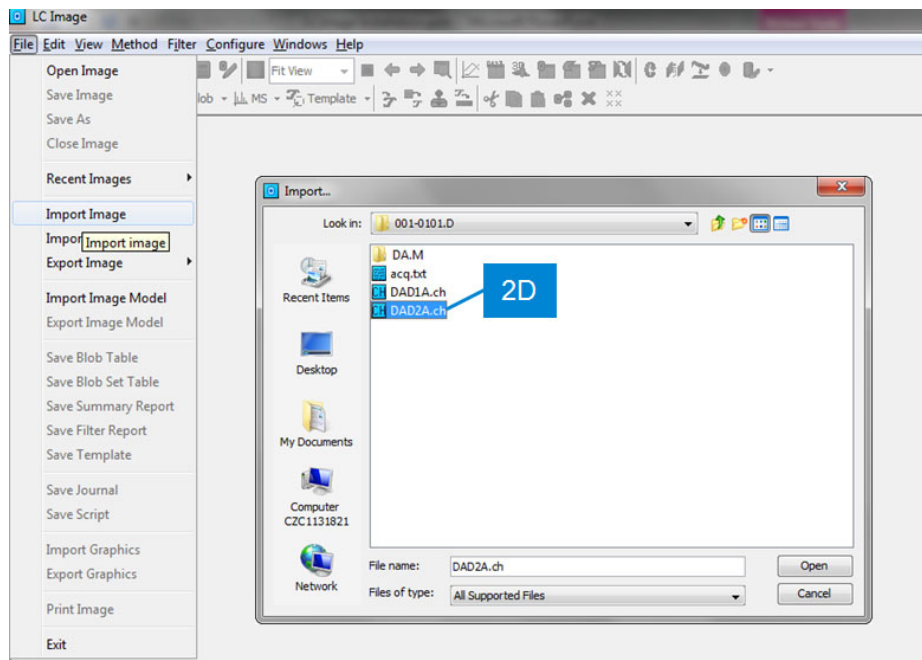 LC Image
File Edit View Method Filter Configure Windows Help
Fit View
lob MS Template
Open Image
Save Image
Save As
Close Image
Recent Images
Import Image
Impor
Import image
Export Image
Import Image Model
Export Image Model
Save Blob Table
Save Blob Set Table
Save Summary Report
Save Filter Report
Save Template
Save Journal
Save Script
Import Graphics
Export Graphics
Print Image
Exit
Import...
Look in: 001-0101.D
Recent Items
Desktop
My Documents
Computer
CZC1131821
Network
DA.M
acq.txt
DAD1A.ch
DAD2A.ch
2D
File name: DAD2A.ch Open
Files of type: All Supported Files Cancel